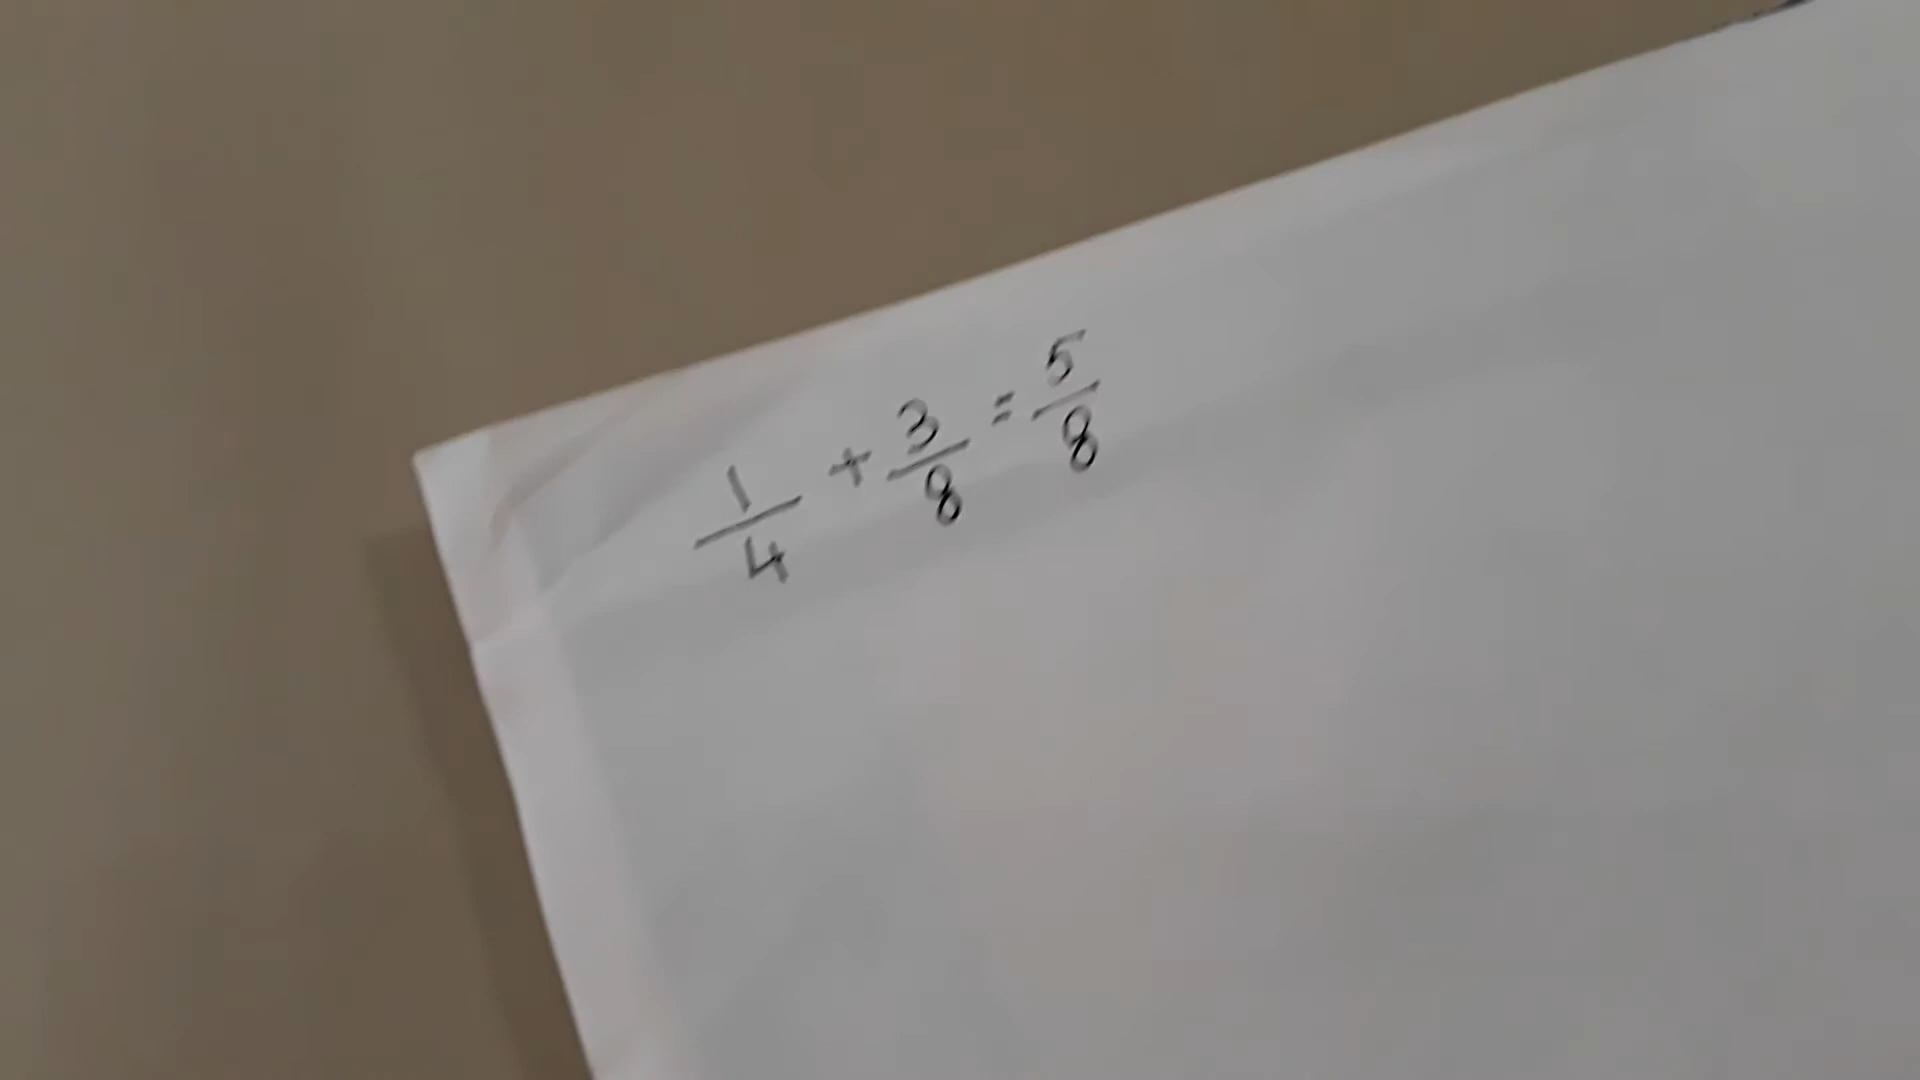 1/4 + 3/8 = 5/8